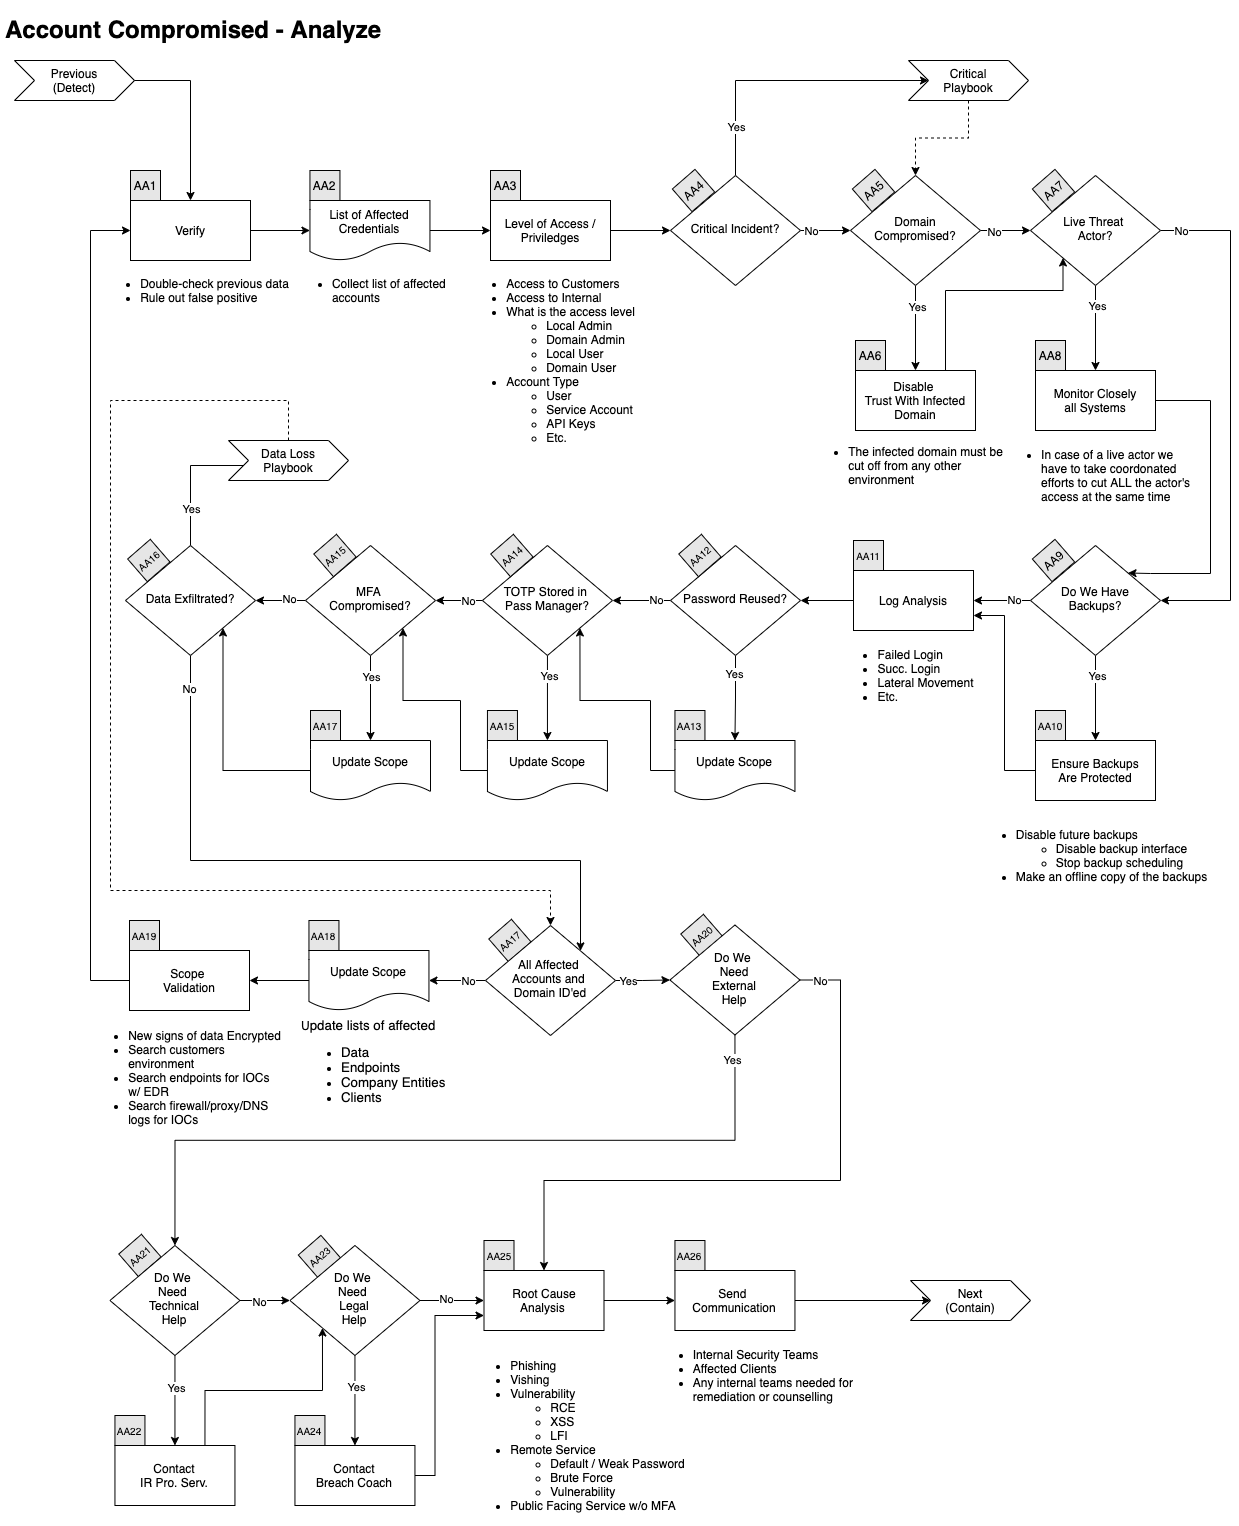 Account Compromised - Analyze
Previous
(Detect)
Critical
Playbook
Yes
AA1
Verify
AA2
List of Affected
Credentials
AA3
Level of Access /
Priviledges
AA4
Critical Incident?
No
AA5
Domain
Compromised?
No
AA7
Live Threat
Actor?
No
• Double-check previous data
• Rule out false positive
• Collect list of affected
accounts
• Access to Customers
• Access to Internal
• What is the access level
○ Local Admin
○ Domain Admin
○ Local User
○ Domain User
• Account Type
○ User
○ Service Account
○ API Keys
○ Etc.
Yes
Yes
AA6
Disable
Trust With Infected
Domain
AA8
Monitor Closely
all Systems
• The infected domain must be
cut off from any other
environment
• In case of a live actor we
have to take coordonated
efforts to cut ALL the actor's
access at the same time
Data Loss
Playbook
Yes
AA16
Data Exfiltrated?
No
AA15
MFA
Compromised?
No
AA14
TOTP Stored in
Pass Manager?
No
AA12
Password Reused?
AA11
Log Analysis
No
AA9
Do We Have
Backups?
• Failed Login
• Succ. Login
• Lateral Movement
• Etc.
No
Yes
Yes
Yes
Yes
AA17
Update Scope
AA15
Update Scope
AA13
Update Scope
AA10
Ensure Backups
Are Protected
• Disable future backups
○ Disable backup interface
○ Stop backup scheduling
• Make an offline copy of the backups
AA19
Scope
Validation
AA18
Update Scope
No
AA17
All Affected
Accounts and
Domain ID'ed
Yes
AA20
Do We
Need
External
Help
No
• New signs of data Encrypted
• Search customers
environment
• Search endpoints for IOCs
w/ EDR
• Search firewall/proxy/DNS
logs for IOCs
Update lists of affected
• Data
• Endpoints
• Company Entities
• Clients
Yes
AA21
Do We
Need
Technical
Help
No
AA23
Do We
Need
Legal
Help
No
AA25
Root Cause
Analysis
AA26
Send
Communication
Next
(Contain)
Yes
Yes
AA22
Contact
IR Pro. Serv.
AA24
Contact
Breach Coach
• Phishing
• Vishing
• Vulnerability
○ RCE
○ XSS
○ LFI
• Remote Service
○ Default / Weak Password
○ Brute Force
○ Vulnerability
• Public Facing Service w/o MFA
• Internal Security Teams
• Affected Clients
• Any internal teams needed for
remediation or counselling